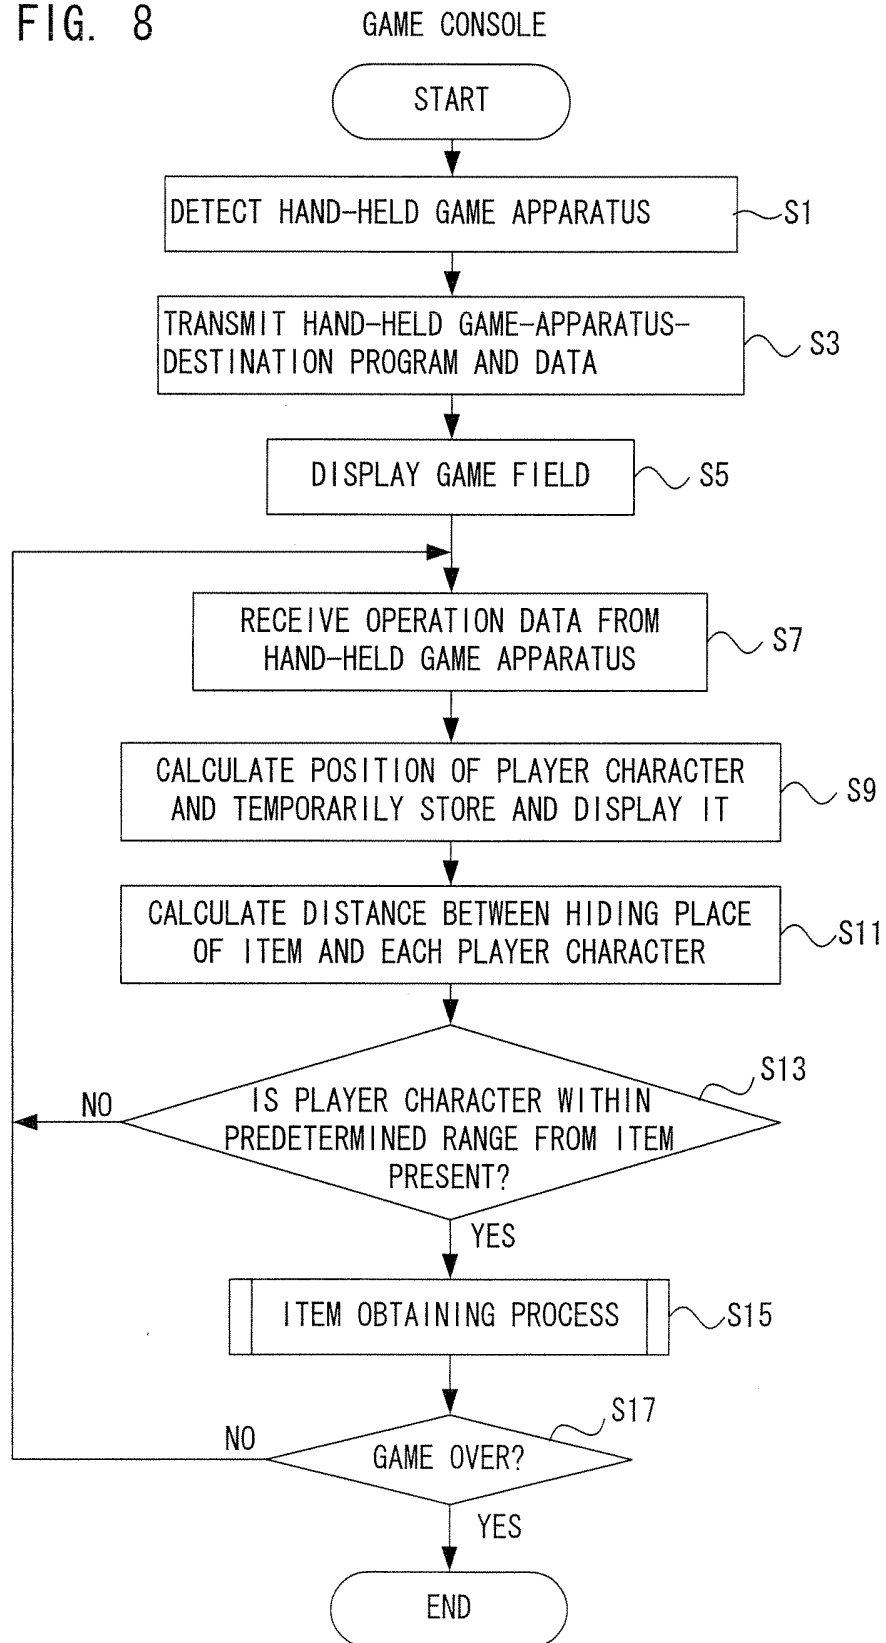 FIG. 8
GAME CONSOLE
START
DETECT HAND-HELD GAME APPARATUS
S1
TRANSMIT HAND-HELD GAME-APPARATUS-
DESTINATION PROGRAM AND DATA
S3
DISPLAY GAME FIELD
S5
RECEIVE OPERATION DATA FROM
HAND-HELD GAME APPARATUS
S7
CALCULATE POSITION OF PLAYER CHARACTER
AND TEMPORARILY STORE AND DISPLAY IT
S9
CALCULATE DISTANCE BETWEEN HIDING PLACE
OF ITEM AND EACH PLAYER CHARACTER
S11
S13
NO
IS PLAYER CHARACTER WITHIN
PREDETERMINED RANGE FROM ITEM
PRESENT?
YES
ITEM OBTAINING PROCESS
S15
S17
NO
GAME OVER?
YES
END